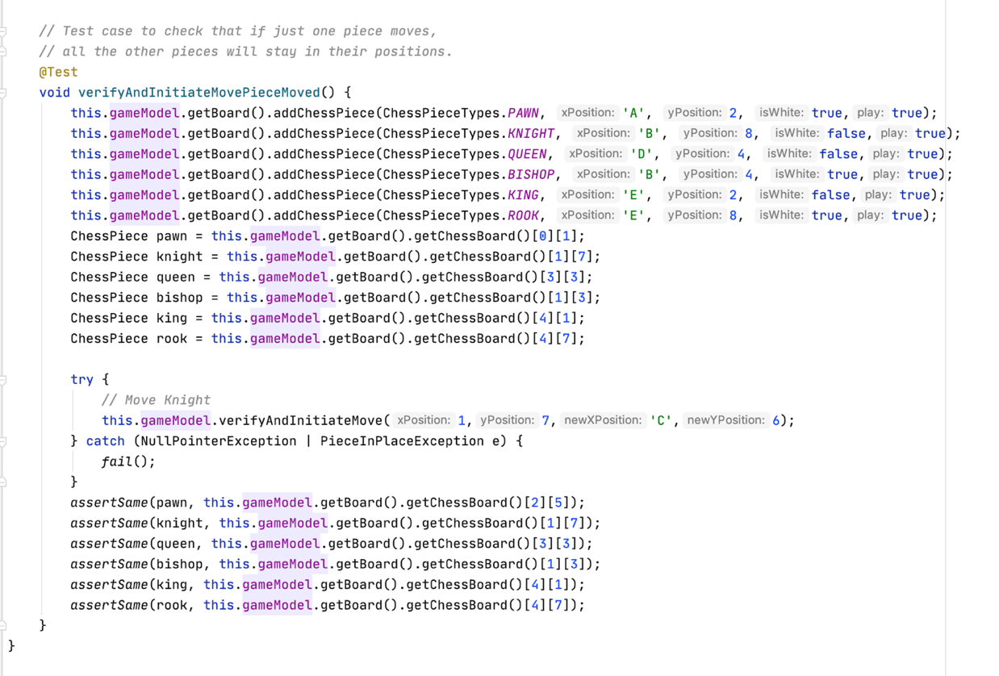 // Test case to check that if just one piece moves,
// all the other pieces will stay in their positions.
@Test
void verifyAndInitiateMovePieceMoved() {
this.gameModel.getBoard().addChessPiece(ChessPieceTypes.PAWN, xPosition: 'A', yPosition: 2, isWhite: true, play: true);
this.gameModel.getBoard().addChessPiece(ChessPieceTypes.KNIGHT, xPosition: 'B', yPosition: 8, isWhite: false, play: true);
this.gameModel.getBoard().addChessPiece(ChessPieceTypes.QUEEN, xPosition: 'D', yPosition: 4, isWhite: false, play: true);
this.gameModel.getBoard().addChessPiece(ChessPieceTypes.BISHOP, xPosition: 'B', yPosition: 4, isWhite: true, play: true);
this.gameModel.getBoard().addChessPiece(ChessPieceTypes.KING, xPosition: 'E', yPosition: 2, isWhite: false, play: true);
this.gameModel.getBoard().addChessPiece(ChessPieceTypes.ROOK, xPosition: 'E', yPosition: 8, isWhite: true, play: true);
ChessPiece pawn = this.gameModel.getBoard().getChessBoard()[0][1];
ChessPiece knight = this.gameModel.getBoard().getChessBoard()[1][7];
ChessPiece queen = this.gameModel.getBoard().getChessBoard()[3][3];
ChessPiece bishop = this.gameModel.getBoard().getChessBoard()[1][3];
ChessPiece king = this.gameModel.getBoard().getChessBoard()[4][1];
ChessPiece rook = this.gameModel.getBoard().getChessBoard()[4][7];
try {
// Move Knight
this.gameModel.verifyAndInitiateMove( xPosition: 1, yPosition: 7, newXPosition: 'C', newYPosition: 6);
} catch (NullPointerException | PieceInPlaceException e) {
fail();
}
assertSame(pawn, this.gameModel.getBoard().getChessBoard()[2][5]);
assertSame(knight, this.gameModel.getBoard().getChessBoard()[1][7]);
assertSame(queen, this.gameModel.getBoard().getChessBoard()[3][3]);
assertSame(bishop, this.gameModel.getBoard().getChessBoard()[1][3]);
assertSame(king, this.gameModel.getBoard().getChessBoard()[4][1]);
assertSame(rook, this.gameModel.getBoard().getChessBoard()[4][7]);
}
}